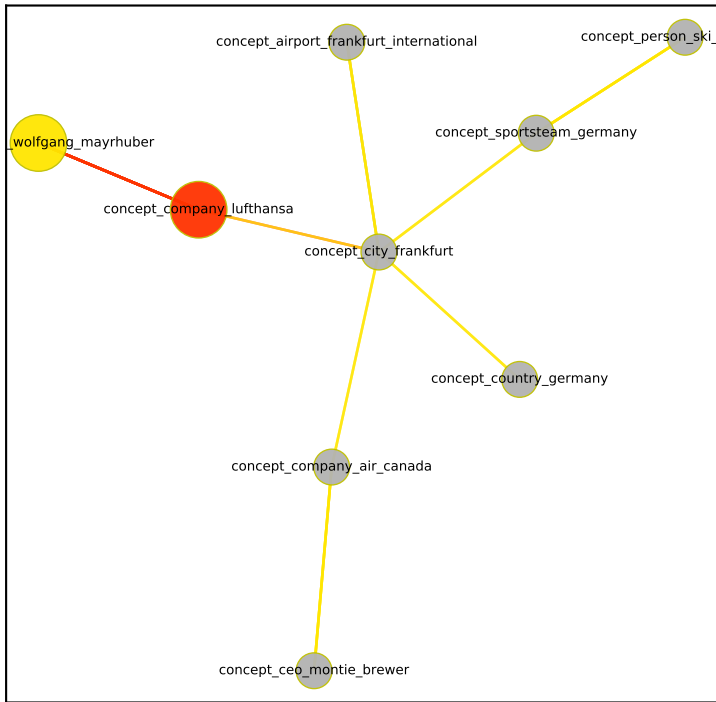 concept_airport_frankfurt_international
concept_person_ski_
concept_sportsteam_germany
_wolfgang_mayrhuber
concept_company_lufthansa
concept_city_frankfurt
concept_country_germany
concept_company_air_canada
concept_ceo_montie_brewer